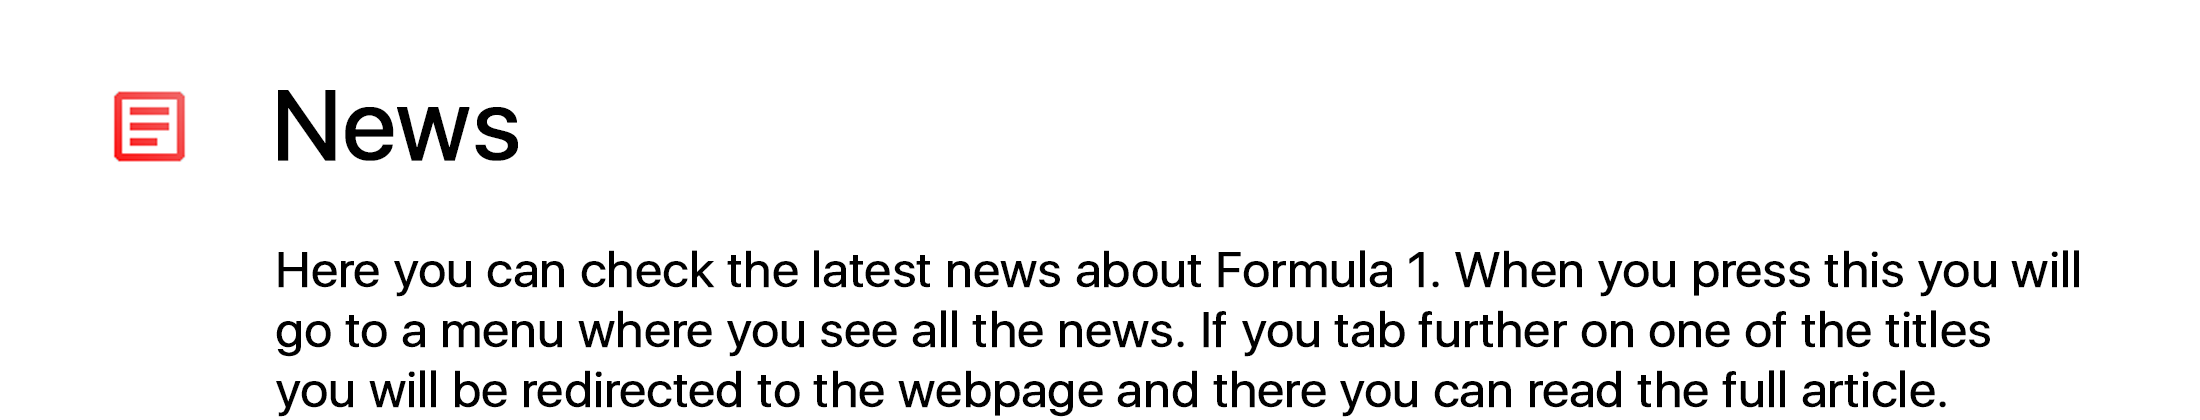 News
Here you can check the latest news about Formula 1. When you press this you will
go to a menu where you see all the news. If you tab further on one of the titles
you will be redirected to the webpage and there you can read the full article.